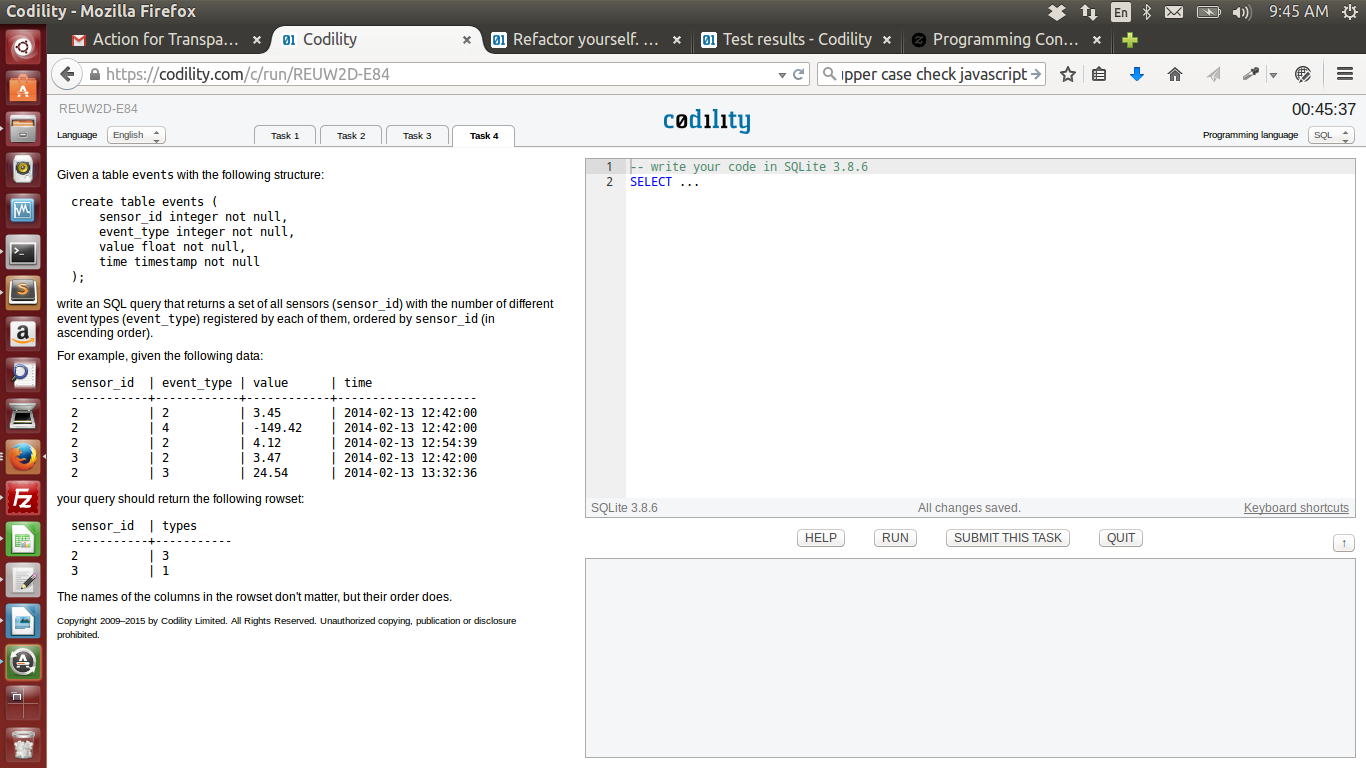 Codility - Mozilla Firefox
En
9:45 AM
Action for Transpa... ×
Codility ×
Refactor yourself. ... ×
Test results - Codility ×
Programming Con... ×
https://codility.com/c/run/REUW2D-E84
upper case check javascript
REUW2D-E84
codility
00:45:37
Language English
Task 1
Task 2
Task 3
Task 4
Programming language SQL
Given a table events with the following structure:
create table events (
sensor_id integer not null,
event_type integer not null,
value float not null,
time timestamp not null
);
write an SQL query that returns a set of all sensors (sensor_id) with the number of different
event types (event_type) registered by each of them, ordered by sensor_id (in
ascending order).
For example, given the following data:
sensor_id | event_type | value | time
-----------+------------+------------+--------------------
2 | 2 | 3.45 | 2014-02-13 12:42:00
2 | 4 | -149.42 | 2014-02-13 12:42:00
2 | 2 | 4.12 | 2014-02-13 12:54:39
3 | 2 | 3.47 | 2014-02-13 12:42:00
2 | 3 | 24.54 | 2014-02-13 13:32:36
your query should return the following rowset:
sensor_id | types
-----------+-----------
2 | 3
3 | 1
The names of the columns in the rowset don't matter, but their order does.
Copyright 2009–2015 by Codility Limited. All Rights Reserved. Unauthorized copying, publication or disclosure
prohibited.
1 -- write your code in SQLite 3.8.6
2 SELECT ...
SQLite 3.8.6
All changes saved.
Keyboard shortcuts
HELP
RUN
SUBMIT THIS TASK
QUIT
↑